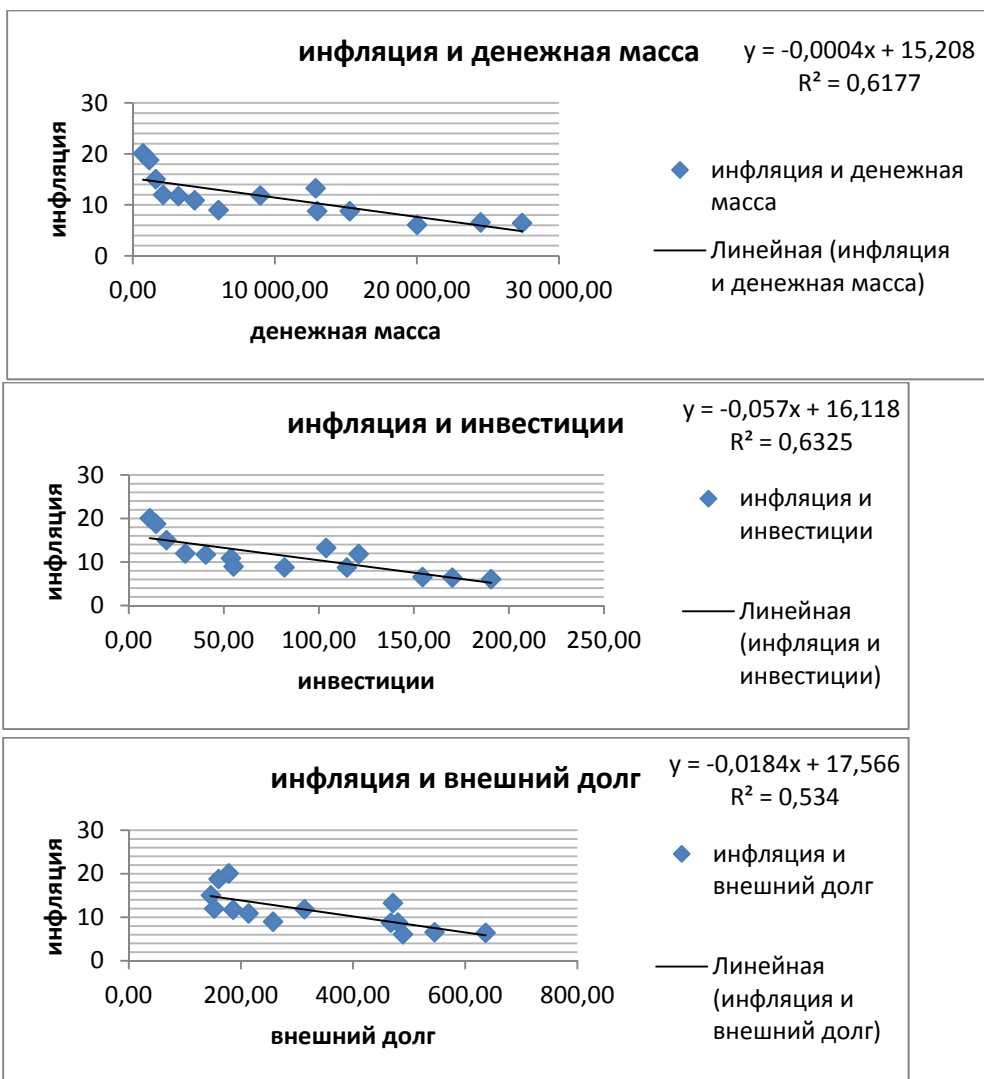 инфляция и денежная масса
y = -0,0004x + 15,208
R² = 0,6177
инфляция
30
20
10
0
0,00 10 000,00 20 000,00 30 000,00
денежная масса
инфляция и денежная
масса
Линейная (инфляция
и денежная масса)
инфляция и инвестиции
y = -0,057x + 16,118
R² = 0,6325
инфляция
30
20
10
0
0,00 50,00 100,00 150,00 200,00 250,00
инвестиции
инфляция и
инвестиции
Линейная
(инфляция и
инвестиции)
инфляция и внешний долг
y = -0,0184x + 17,566
R² = 0,534
инфляция
30
20
10
0
0,00 200,00 400,00 600,00 800,00
внешний долг
инфляция и
внешний долг
Линейная
(инфляция и
внешний долг)